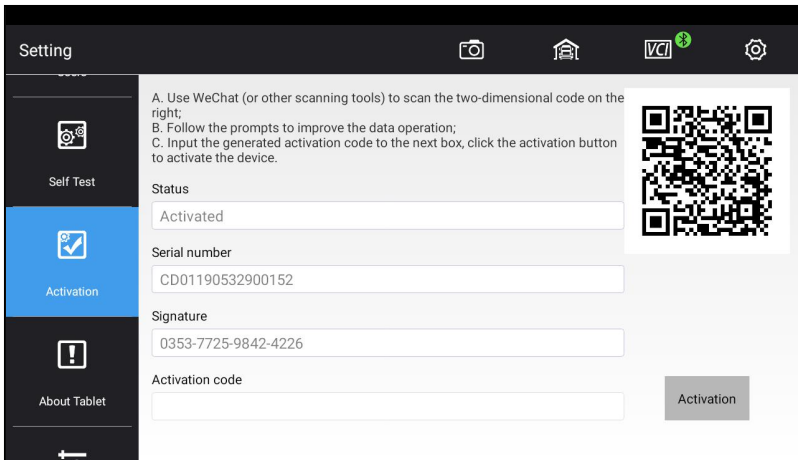 Setting
VCI
A. Use WeChat (or other scanning tools) to scan the two-dimensional code on the
right;
B. Follow the prompts to improve the data operation;
C. Input the generated activation code to the next box, click the activation button
to activate the device.
Self Test
Status
Activated
Serial number
CD01190532900152
Activation
Signature
0353-7725-9842-4226
Activation code
About Tablet
Activation